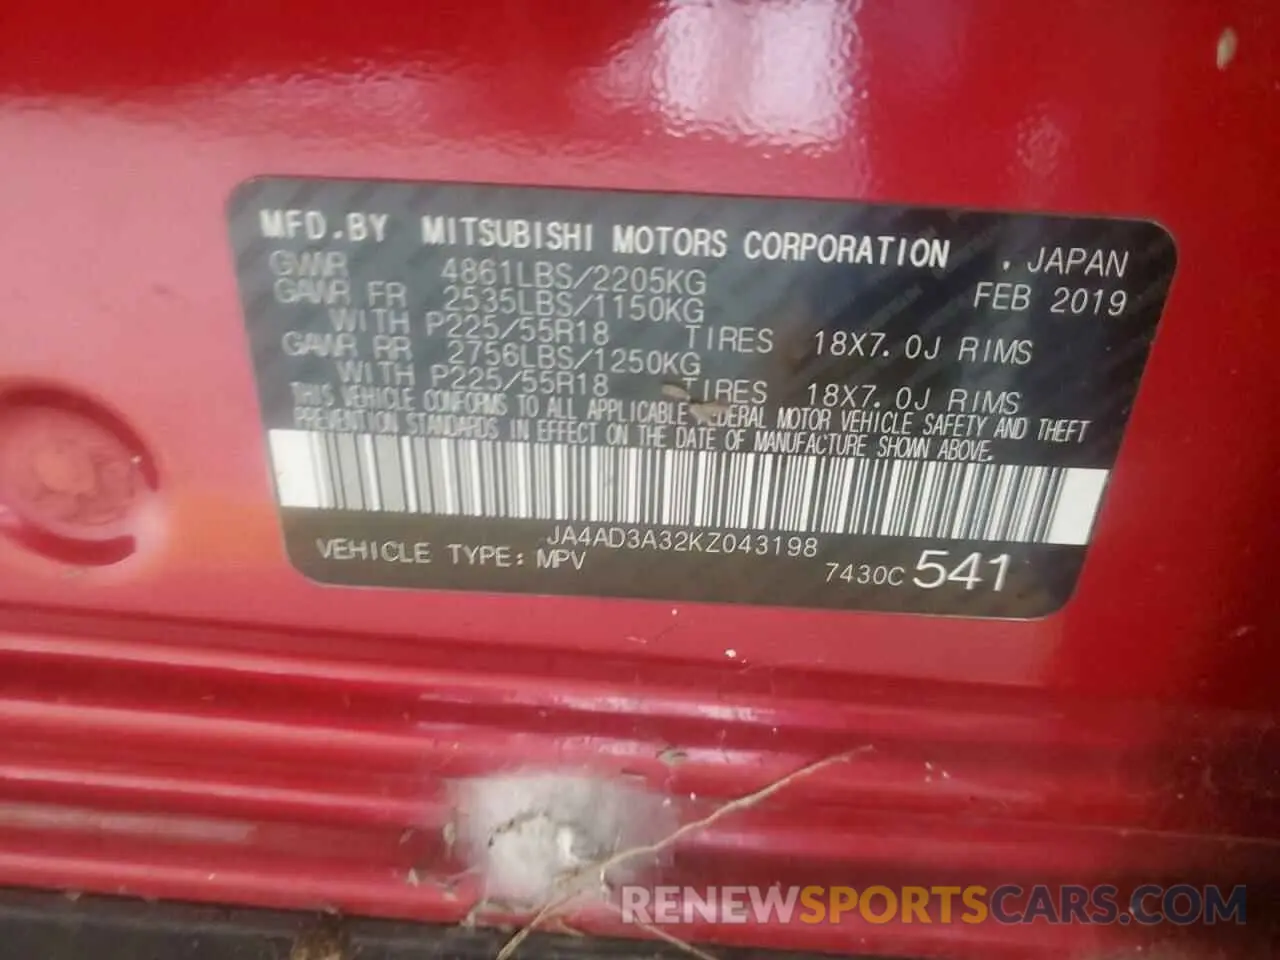 MFD.BY MITSUBISHI MOTORS CORPORATION . JAPAN
GVWR 4861LBS/2205KG FEB 2019
GAWR FR 2535LBS/1150KG
WITH P225/55R18 TIRES 18X7.0J RIMS
GAWR RR 2756LBS/1250KG
WITH P225/55R18 TIRES 18X7.0J RIMS
THIS VEHICLE CONFORMS TO ALL APPLICABLE FEDERAL MOTOR VEHICLE SAFETY AND THEFT
PREVENTION STANDARDS IN EFFECT ON THE DATE OF MANUFACTURE SHOWN ABOVE.
JA4AD3A32KZ043198
VEHICLE TYPE: MPV 7430C 541
RENEWSPORTSCARS.COM